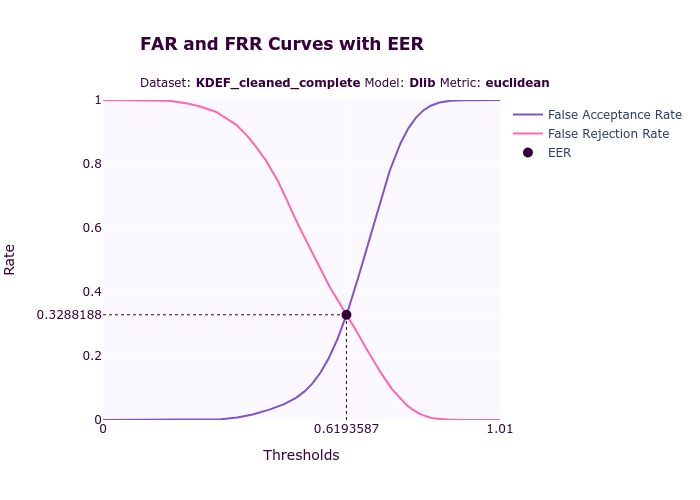 FAR and FRR Curves with EER
Dataset: KDEF_cleaned_complete Model: Dlib Metric: euclidean
False Acceptance Rate
False Rejection Rate
EER
Rate
1
0.8
0.6
0.4
0.3288188
0.2
0
0
0.6193587
1.01
Thresholds